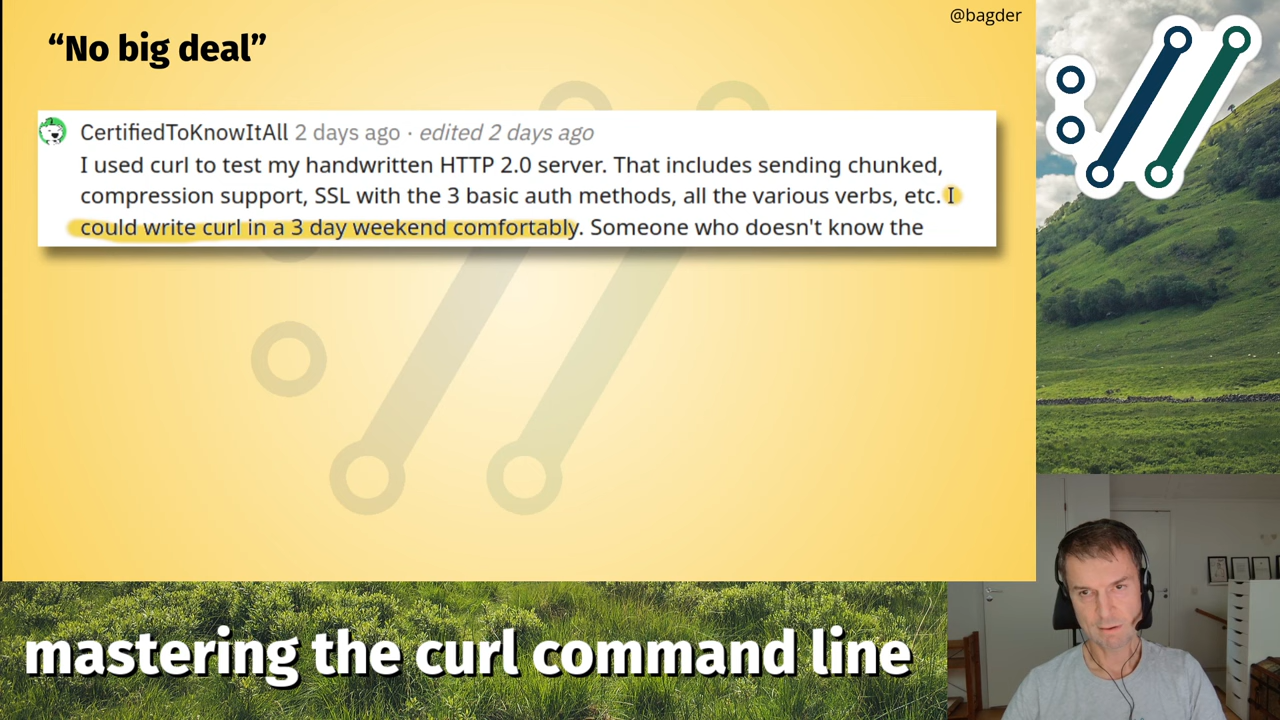 @bagder
“No big deal”
CertifiedToKnowItAll 2 days ago · edited 2 days ago
I used curl to test my handwritten HTTP 2.0 server. That includes sending chunked,
compression support, SSL with the 3 basic auth methods, all the various verbs, etc. I
could write curl in a 3 day weekend comfortably. Someone who doesn't know the
mastering the curl command line